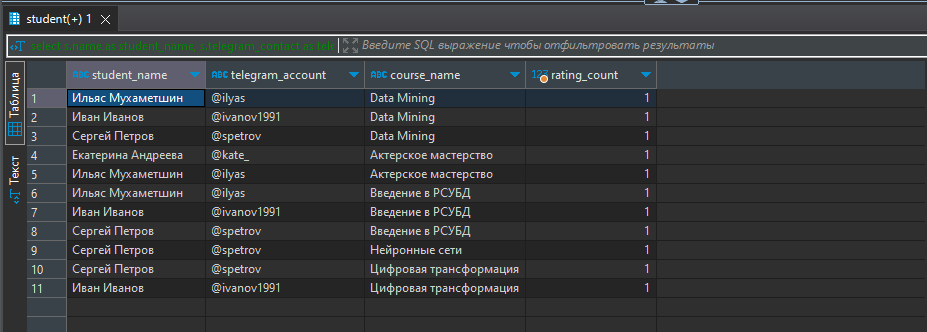 student(+) 1
select s.name as student_name, s.telegram_contact as tele
Введите SQL выражение чтобы отфильтровать результаты
Таблица
Текст
student_name telegram_account course_name rating_count
1 Ильяс Мухаметшин @ilyas Data Mining 1
2 Иван Иванов @ivanov1991 Data Mining 1
3 Сергей Петров @spetrov Data Mining 1
4 Екатерина Андреева @kate_ Актерское мастерство 1
5 Ильяс Мухаметшин @ilyas Актерское мастерство 1
6 Ильяс Мухаметшин @ilyas Введение в РСУБД 1
7 Иван Иванов @ivanov1991 Введение в РСУБД 1
8 Сергей Петров @spetrov Введение в РСУБД 1
9 Сергей Петров @spetrov Нейронные сети 1
10 Сергей Петров @spetrov Цифровая трансформация 1
11 Иван Иванов @ivanov1991 Цифровая трансформация 1